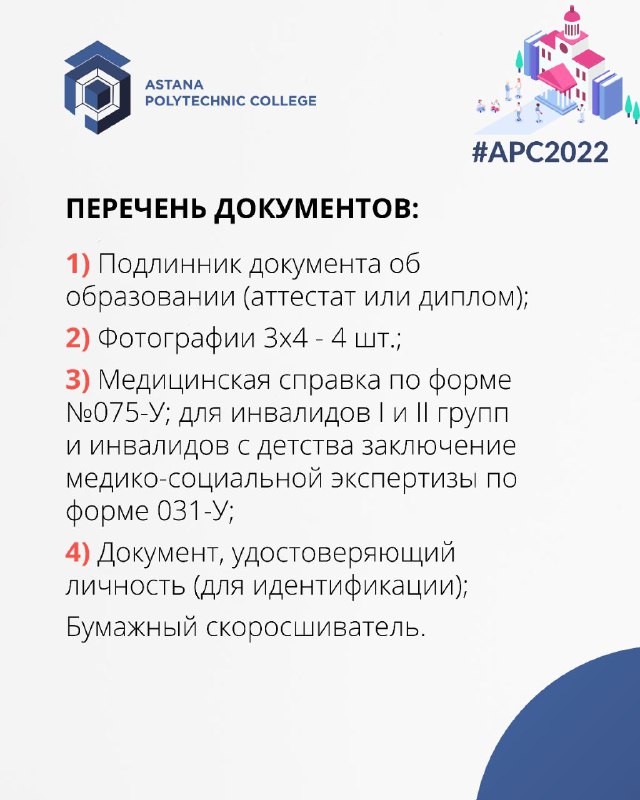 ASTANA
POLYTECHNIC COLLEGE
#APC2022
ПЕРЕЧЕНЬ ДОКУМЕНТОВ:
1) Подлинник документа об
образовании (аттестат или диплом);
2) Фотографии 3х4 - 4 шт.;
3) Медицинская справка по форме
№075-У; для инвалидов I и II групп
и инвалидов с детства заключение
медико-социальной экспертизы по
форме 031-У;
4) Документ, удостоверяющий
личность (для идентификации);
Бумажный скоросшиватель.